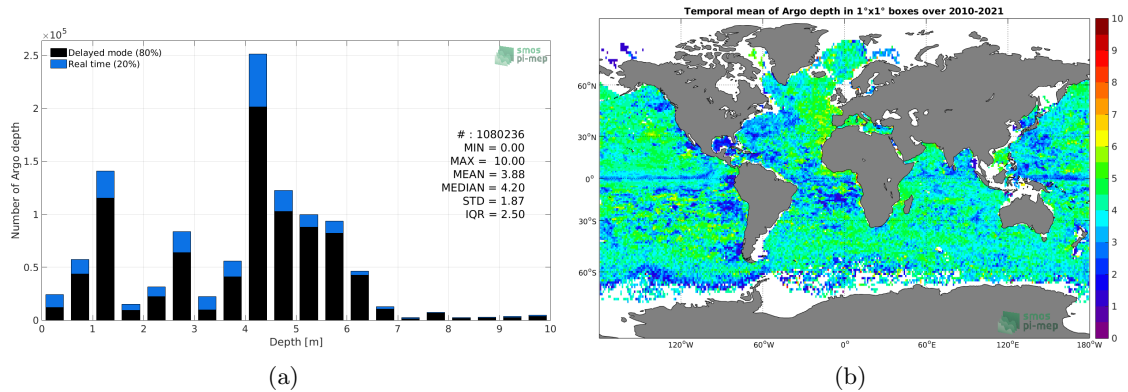 ×10⁵
2.5
2
1.5
1
0.5
0
Number of Argo depth
Delayed mode (80%)
Real time (20%)
smos
pi-mep
# : 1080236
MIN = 0.00
MAX = 10.00
MEAN = 3.88
MEDIAN = 4.20
STD = 1.87
IQR = 2.50
0 1 2 3 4 5 6 7 8 9 10
Depth [m]
(a)
Temporal mean of Argo depth in 1°x1° boxes over 2010-2021
60°N
30°N
0°
30°S
60°S
120°W 60°W 0° 60°E 120°E 180°W
smos
pi-mep
10
9
8
7
6
5
4
3
2
1
0
(b)